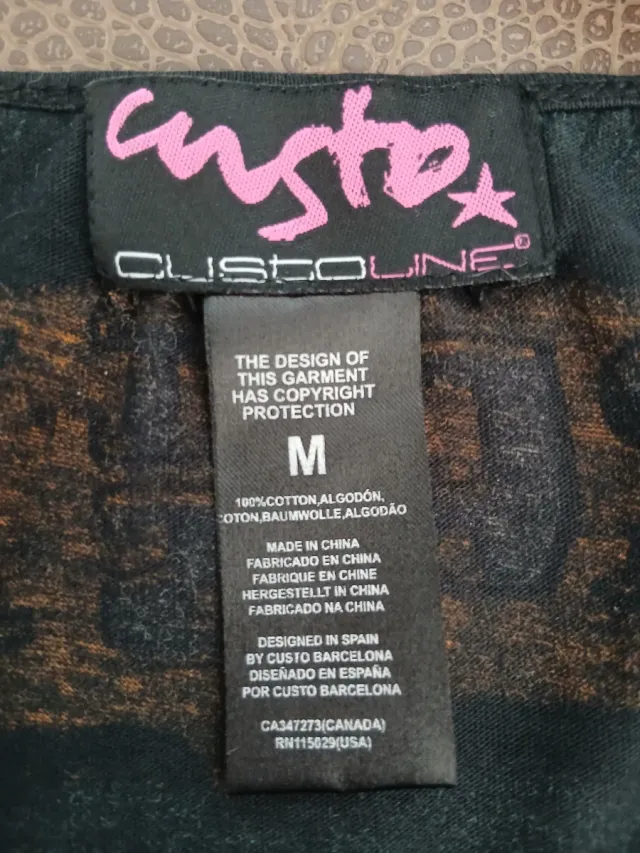 custo
CUSTOLINE®
THE DESIGN OF
THIS GARMENT
HAS COPYRIGHT
PROTECTION
M
100%COTTON,ALGODÓN,
COTON,BAUMWOLLE,ALGODÃO
MADE IN CHINA
FABRICADO EN CHINA
FABRIQUE EN CHINE
HERGESTELLT IN CHINA
FABRICADO NA CHINA
DESIGNED IN SPAIN
BY CUSTO BARCELONA
DISEÑADO EN ESPAÑA
POR CUSTO BARCELONA
CA347273(CANADA)
RN115029(USA)